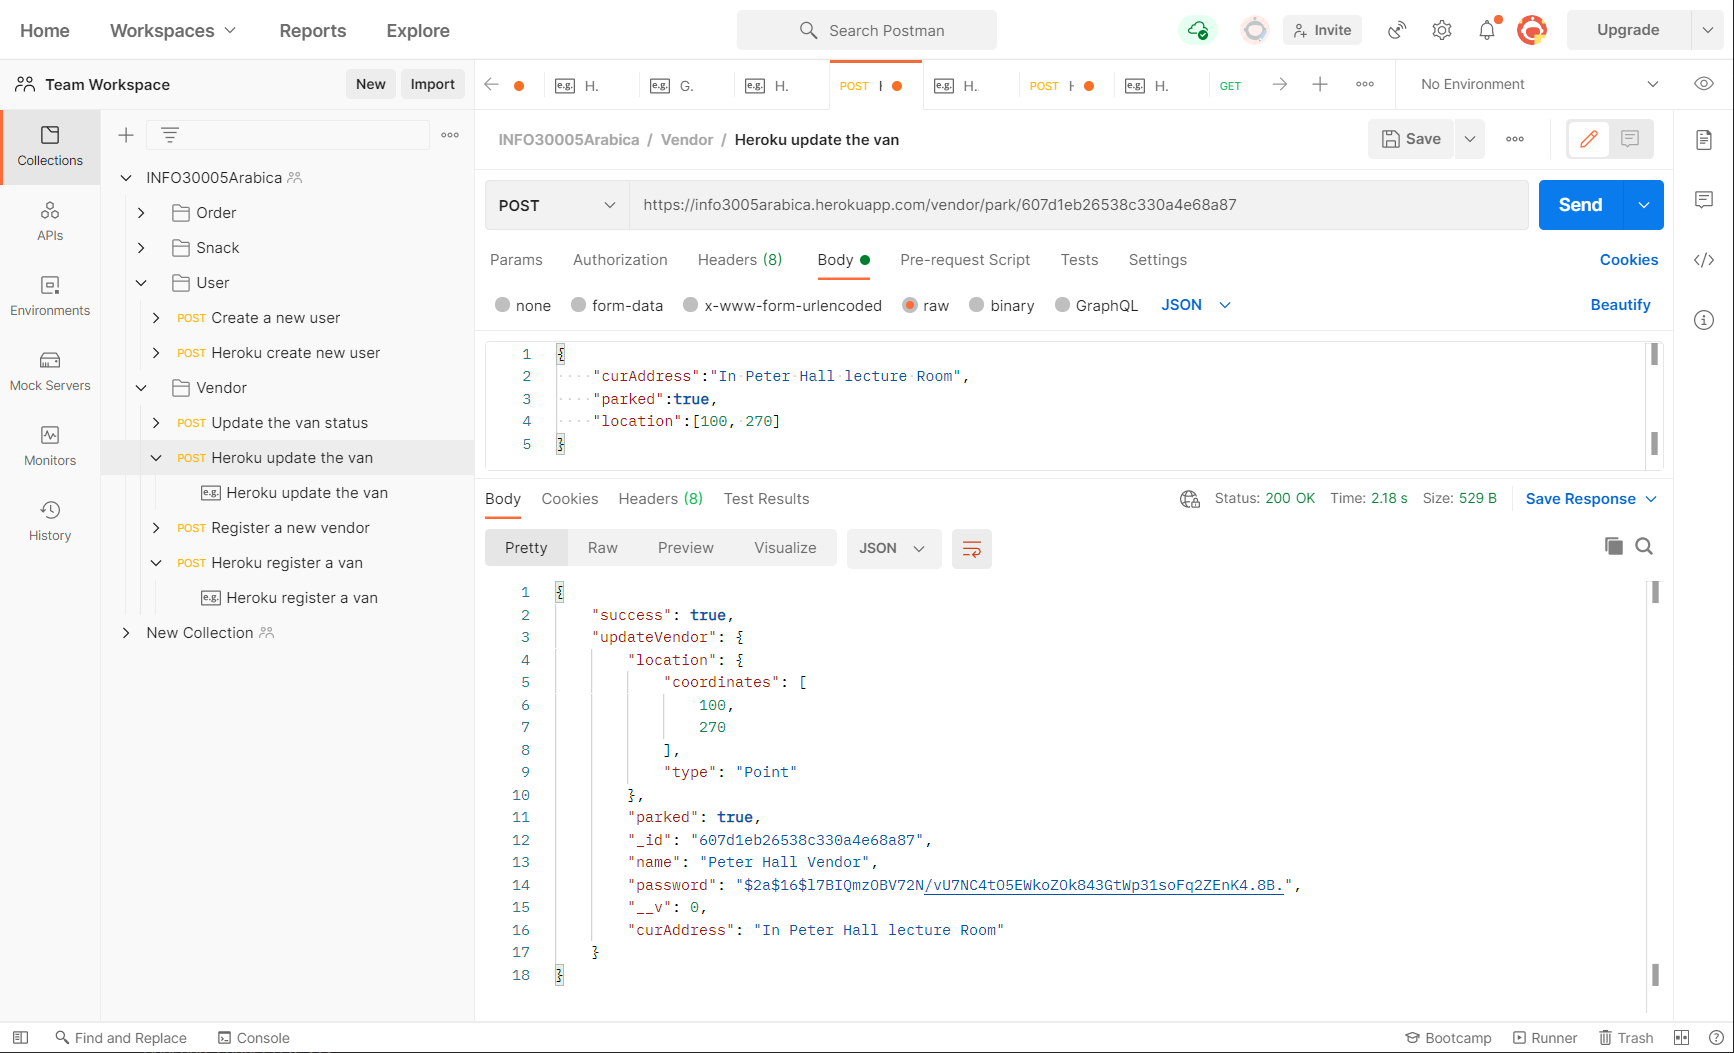 Home Workspaces Reports Explore Search Postman Invite Upgrade
Team Workspace New Import e.g. H. e.g. G. e.g. H. POST e.g. H. POST e.g. H. GET No Environment
Collections
APIs
Environments
Mock Servers
Monitors
History
INFO30005Arabica
Order
Snack
User
POST Create a new user
POST Heroku create new user
Vendor
POST Update the van status
POST Heroku update the van
e.g. Heroku update the van
POST Register a new vendor
POST Heroku register a van
e.g. Heroku register a van
New Collection
INFO30005Arabica / Vendor / Heroku update the van Save
POST https://info3005arabica.herokuapp.com/vendor/park/607d1eb26538c330a4e68a87 Send
Params Authorization Headers (8) Body Pre-request Script Tests Settings Cookies
none form-data x-www-form-urlencoded raw binary GraphQL JSON Beautify
1 {
2 "curAddress":"In Peter Hall lecture Room",
3 "parked":true,
4 "location":[100, 270]
5 }
Body Cookies Headers (8) Test Results Status: 200 OK Time: 2.18 s Size: 529 B Save Response
Pretty Raw Preview Visualize JSON
1 {
2 "success": true,
3 "updateVendor": {
4 "location": {
5 "coordinates": [
6 100,
7 270
8 ],
9 "type": "Point"
10 },
11 "parked": true,
12 "_id": "607d1eb26538c330a4e68a87",
13 "name": "Peter Hall Vendor",
14 "password": "$2a$16$l7BIQmzOBV72N/vU7NC4tO5EWkoZOk843GtWp31soFq2ZEnK4.8B.",
15 "__v": 0,
16 "curAddress": "In Peter Hall lecture Room"
17 }
18 }
Find and Replace Console Bootcamp Runner Trash